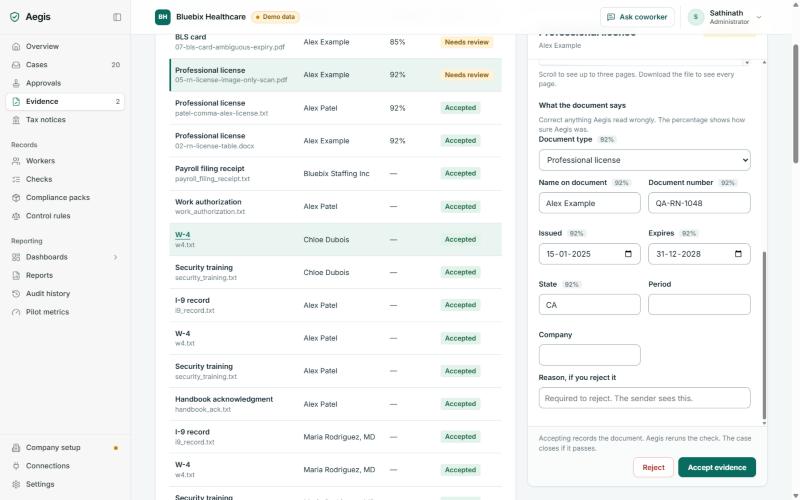 Aegis
BH Bluebix Healthcare Demo data
Ask coworker
S Sathinath
Administrator
Overview
Cases 20
Approvals
Evidence 2
Tax notices
Records
Workers
Checks
Compliance packs
Control rules
Reporting
Dashboards
Reports
Audit history
Pilot metrics
Company setup
Connections
Settings
BLS card Alex Example 85% Needs review
07-bls-card-ambiguous-expiry.pdf
Professional license Alex Example 92% Needs review
05-rn-license-image-only-scan.pdf
Professional license Alex Patel 92% Accepted
patel-comma-alex-license.txt
Professional license Alex Example 92% Accepted
02-rn-license-table.docx
Payroll filing receipt Bluebix Staffing Inc — Accepted
payroll_filing_receipt.txt
Work authorization Alex Patel — Accepted
work_authorization.txt
W-4 Chloe Dubois — Accepted
w4.txt
Security training Chloe Dubois — Accepted
security_training.txt
I-9 record Alex Patel — Accepted
i9_record.txt
W-4 Alex Patel — Accepted
w4.txt
Security training Alex Patel — Accepted
security_training.txt
Handbook acknowledgment Alex Patel — Accepted
handbook_ack.txt
I-9 record Maria Rodriguez, MD — Accepted
i9_record.txt
W-4 Maria Rodriguez, MD — Accepted
w4.txt
Security training Maria Rodriguez, MD — Accepted
Professional license
Alex Example
Scroll to see up to three pages. Download the file to see every
page.
What the document says
Correct anything Aegis read wrongly. The percentage shows how
sure Aegis was.
Document type 92%
Professional license
Name on document 92% Document number 92%
Alex Example QA-RN-1048
Issued 92% Expires 92%
15-01-2025 31-12-2028
State 92% Period
CA
Company
Reason, if you reject it
Required to reject. The sender sees this.
Accepting records the document. Aegis reruns the check. The case
closes if it passes.
Reject Accept evidence